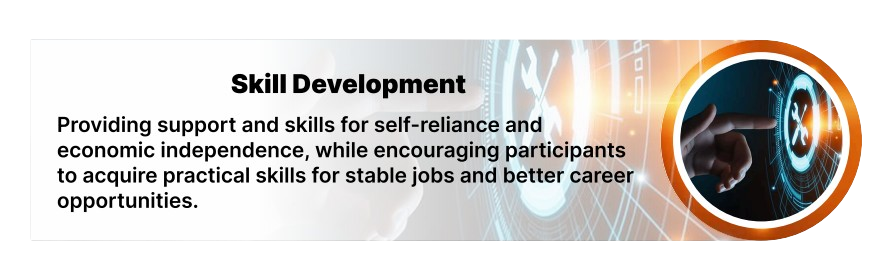 Skill Development
Providing support and skills for self-reliance and
economic independence, while encouraging participants
to acquire practical skills for stable jobs and better career
opportunities.